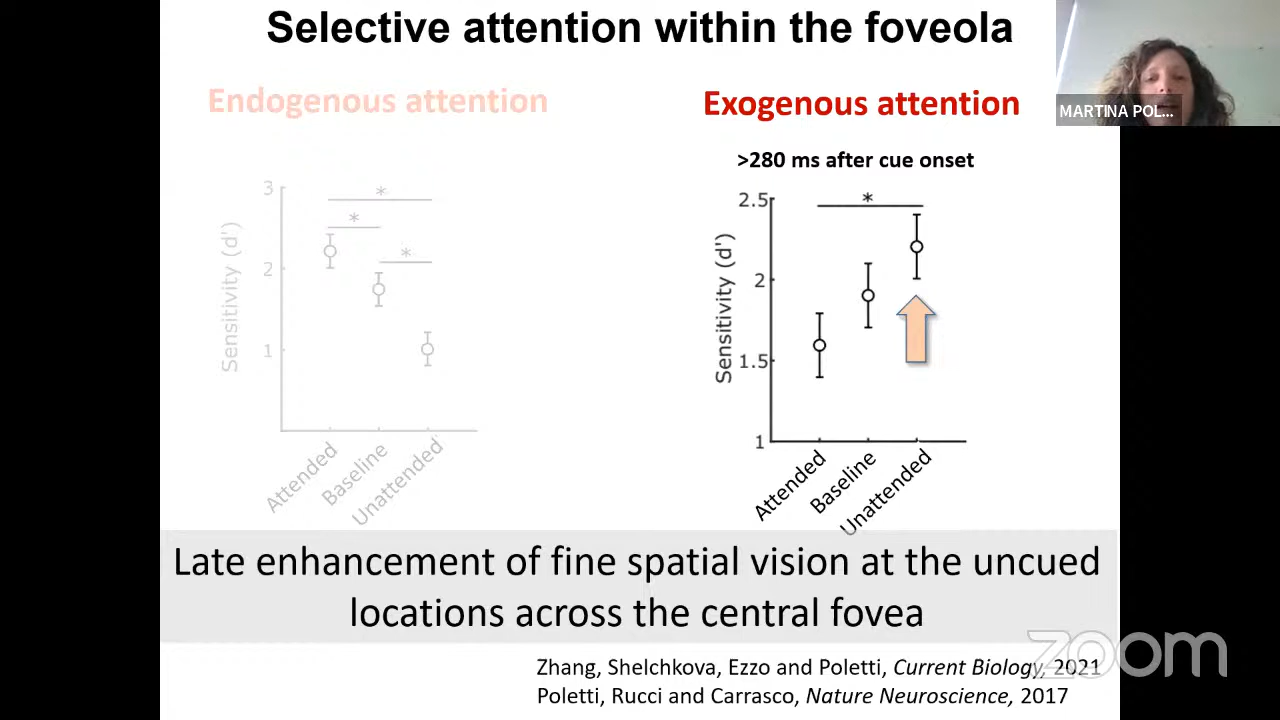 Selective attention within the foveola
MARTINA POL...
Endogenous attention
Exogenous attention
>280 ms after cue onset
3
2
1
Sensitivity (d')
*
*
*
Attended
Baseline
Unattended
2.5
2
1.5
1
Sensitivity (d')
*
Attended
Baseline
Unattended
Late enhancement of fine spatial vision at the uncued
locations across the central fovea
Zhang, Shelchkova, Ezzo and Poletti, Current Biology, 2021
Poletti, Rucci and Carrasco, Nature Neuroscience, 2017
zoom